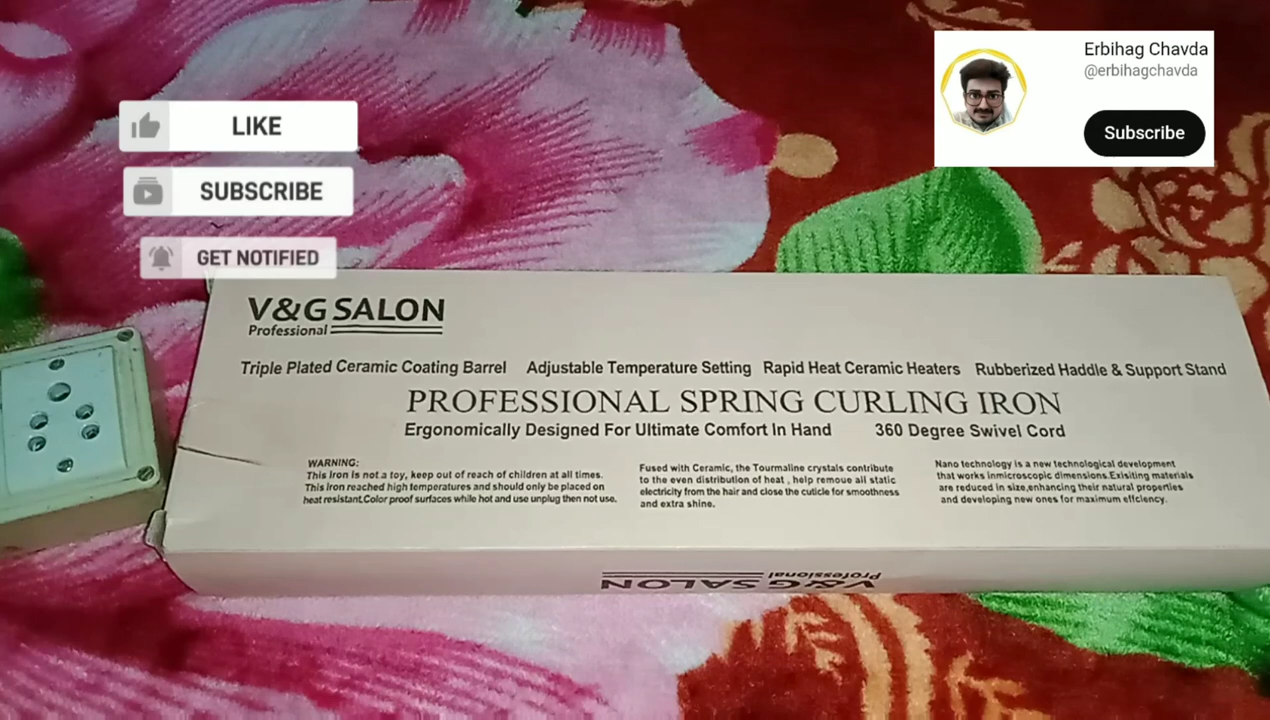 Erbihag Chavda
@erbihagchavda
Subscribe
LIKE
SUBSCRIBE
GET NOTIFIED
V&G SALON
Professional
Triple Plated Ceramic Coating Barrel Adjustable Temperature Setting Rapid Heat Ceramic Heaters Rubberized Haddle & Support Stand
PROFESSIONAL SPRING CURLING IRON
Ergonomically Designed For Ultimate Comfort In Hand 360 Degree Swivel Cord
WARNING:
This iron is not a toy, keep out of reach of children at all times.
This iron reached high temperatures and should only be placed on
heat resistant.Color proof surfaces while hot and use unplug then not use.
Fused with Ceramic, the Tourmaline crystals contribute
to the even distribution of heat , help remoue all static
electricity from the hair and close the cuticle for smoothness
and extra shine.
Nano technology is a new technological development
that works inmicroscopic dimensions.Exisiting materials
are reduced in size,enhancing their natural properties
and developing new ones for maximum effciency.
V&G SALON
Professional